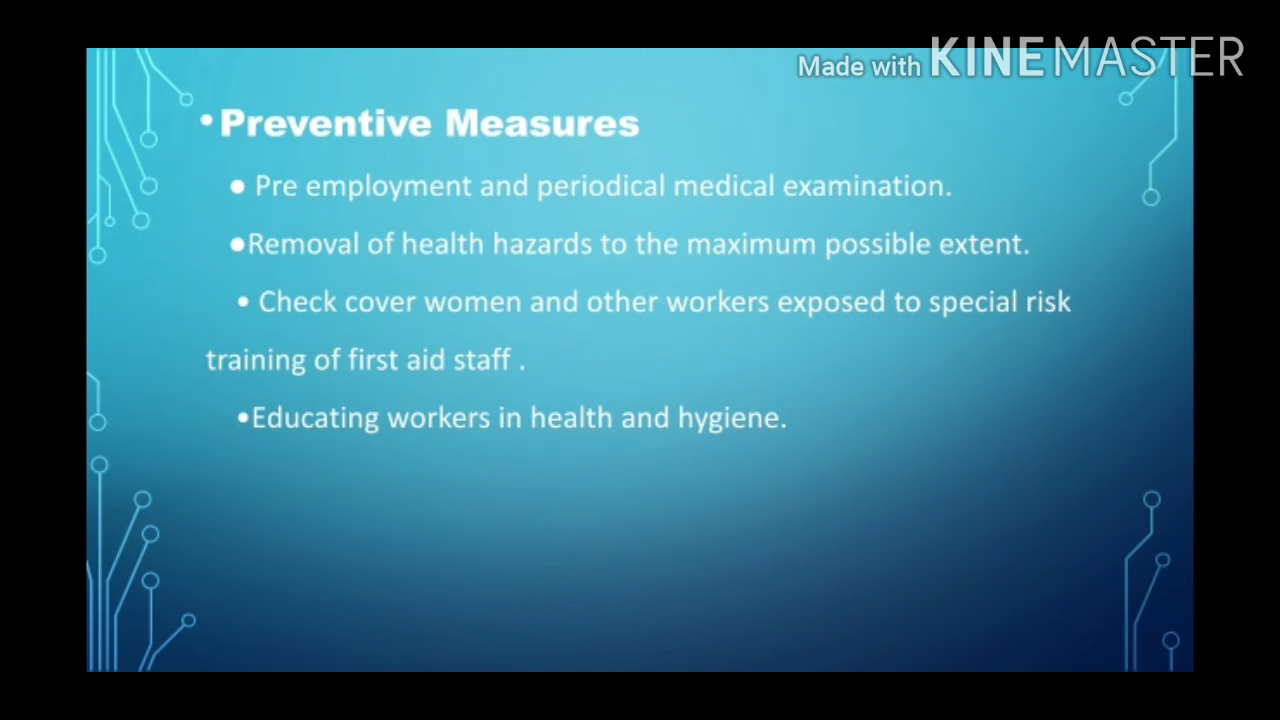 Made with KINEMASTER
•Preventive Measures
● Pre employment and periodical medical examination.
●Removal of health hazards to the maximum possible extent.
• Check cover women and other workers exposed to special risk
training of first aid staff .
•Educating workers in health and hygiene.